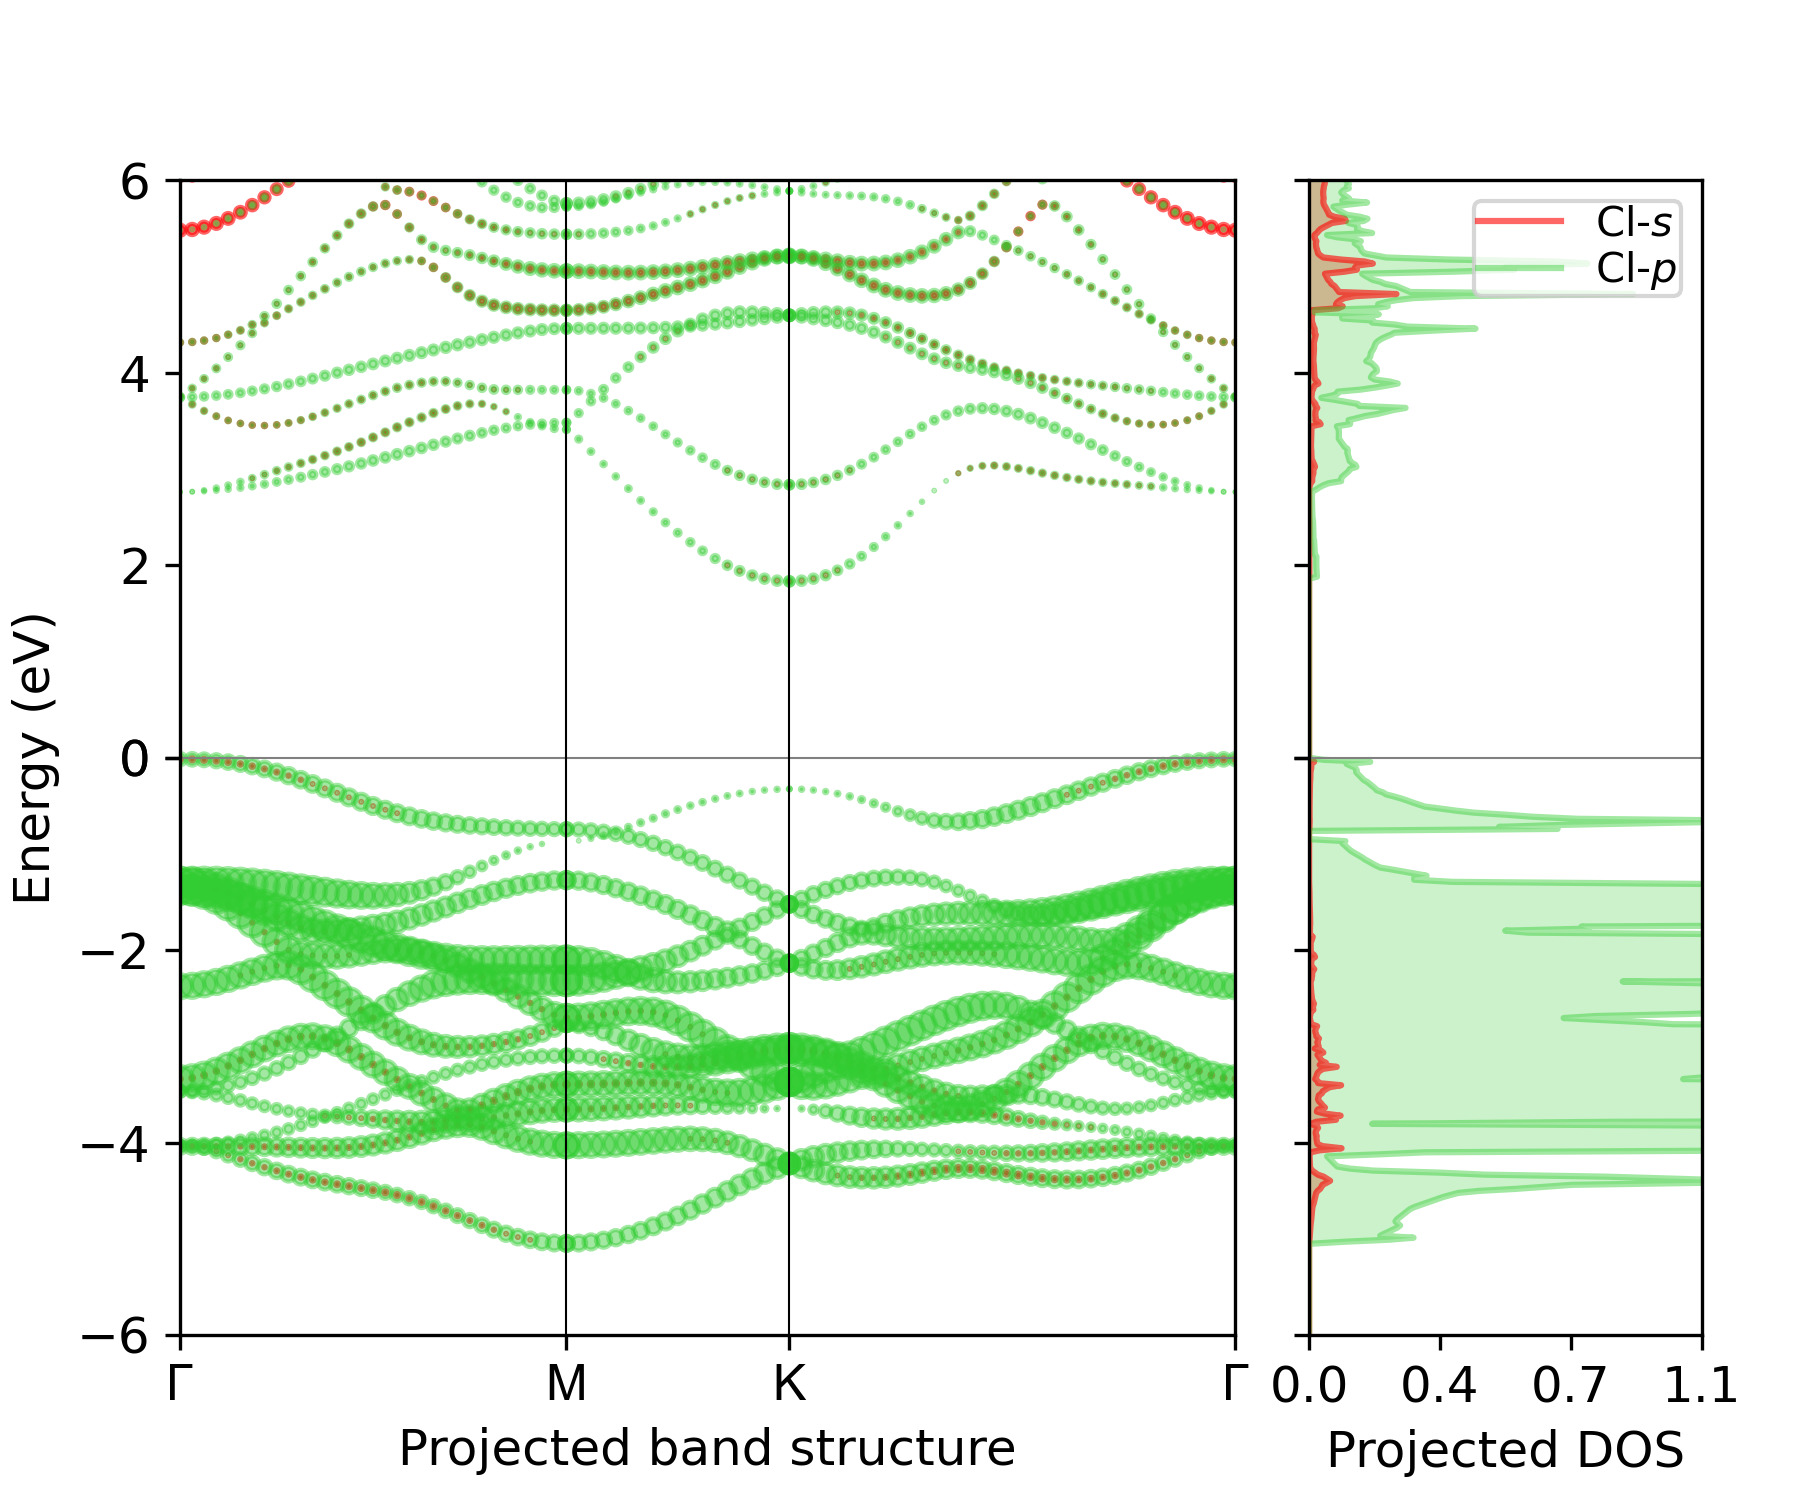 6
4
2
0
−2
−4
−6
Energy (eV)
Γ
M
K
Γ
Projected band structure
Cl-s
Cl-p
0.0
0.4
0.7
1.1
Projected DOS